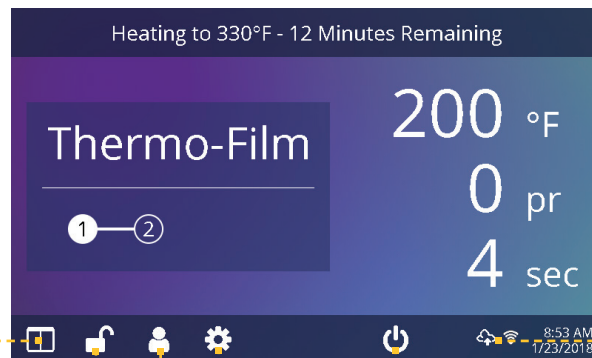 Heating to 330°F - 12 Minutes Remaining
Thermo-Film
200 °F
0 pr
4 sec
1 2
8:53 AM
1/23/2018